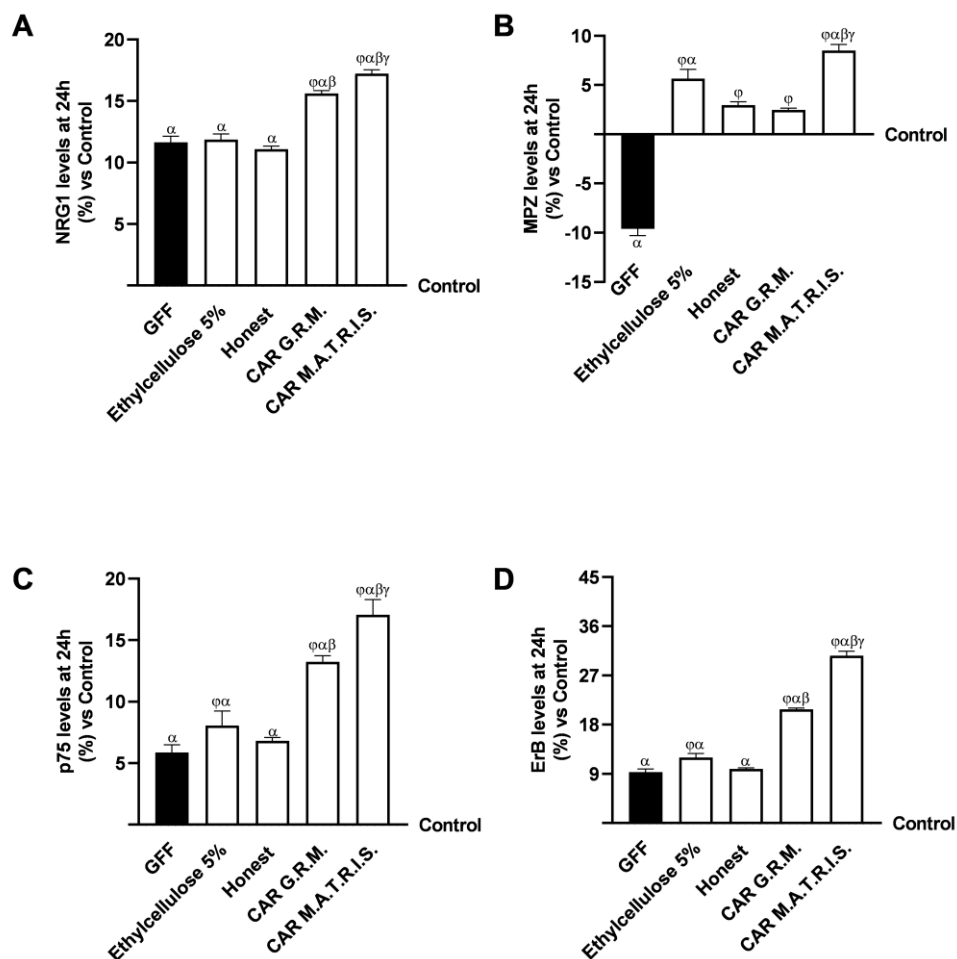 A
NRG1 levels at 24h
(%) vs Control
20
15
10
5
α
α
α
φαβ
φαβγ
Control
GFF
Ethylcellulose 5%
Honest
CAR G.R.M.
CAR M.A.T.R.I.S.
B
MPZ levels at 24h
(%) vs Control
10
5
-5
-10
-15
α
φα
φ
φ
φαβγ
Control
GFF
Ethylcellulose 5%
Honest
CAR G.R.M.
CAR M.A.T.R.I.S.
C
p75 levels at 24h
(%) vs Control
20
15
10
5
α
φα
α
φαβ
φαβγ
Control
GFF
Ethylcellulose 5%
Honest
CAR G.R.M.
CAR M.A.T.R.I.S.
D
ErB levels at 24h
(%) vs Control
45
36
27
18
9
α
φα
α
φαβ
φαβγ
Control
GFF
Ethylcellulose 5%
Honest
CAR G.R.M.
CAR M.A.T.R.I.S.